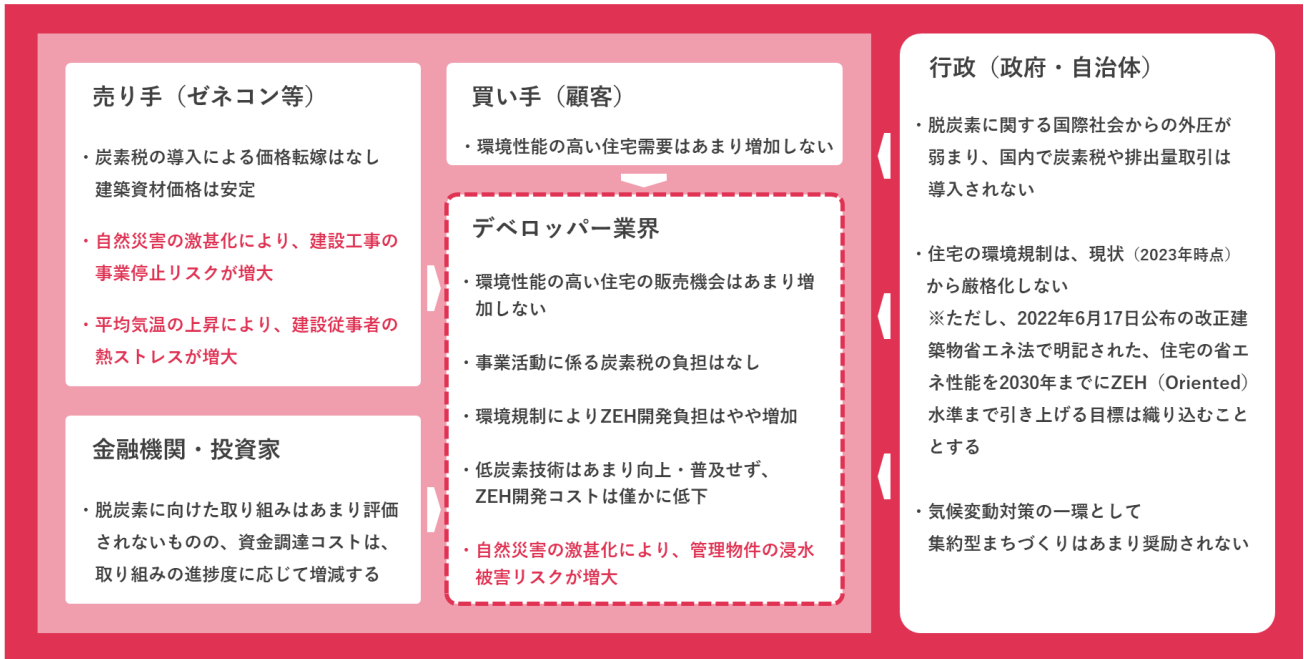 売り手（ゼネコン等）
・炭素税の導入による価格転嫁はなし
建築資材価格は安定
・自然災害の激甚化により、建設工事の
事業停止リスクが増大
・平均気温の上昇により、建設従事者の
熱ストレスが増大
金融機関・投資家
・脱炭素に向けた取り組みはあまり評価
されないものの、資金調達コストは、
取り組みの進捗度に応じて増減する
買い手（顧客）
・環境性能の高い住宅需要はあまり増加しない
デベロッパー業界
・環境性能の高い住宅の販売機会はあまり増
加しない
・事業活動に係る炭素税の負担はなし
・環境規制によりZEH開発負担はやや増加
・低炭素技術はあまり向上・普及せず、
ZEH開発コストは僅かに低下
・自然災害の激甚化により、管理物件の浸水
被害リスクが増大
行政（政府・自治体）
・脱炭素に関する国際社会からの外圧が
弱まり、国内で炭素税や排出量取引は
導入されない
・住宅の環境規制は、現状（2023年時点）
から厳格化しない
※ただし、2022年6月17日公布の改正建
築物省エネ法で明記された、住宅の省エ
ネ性能を2030年までにZEH（Oriented）
水準まで引き上げる目標は織り込むこと
とする
・気候変動対策の一環として
集約型まちづくりはあまり奨励されない